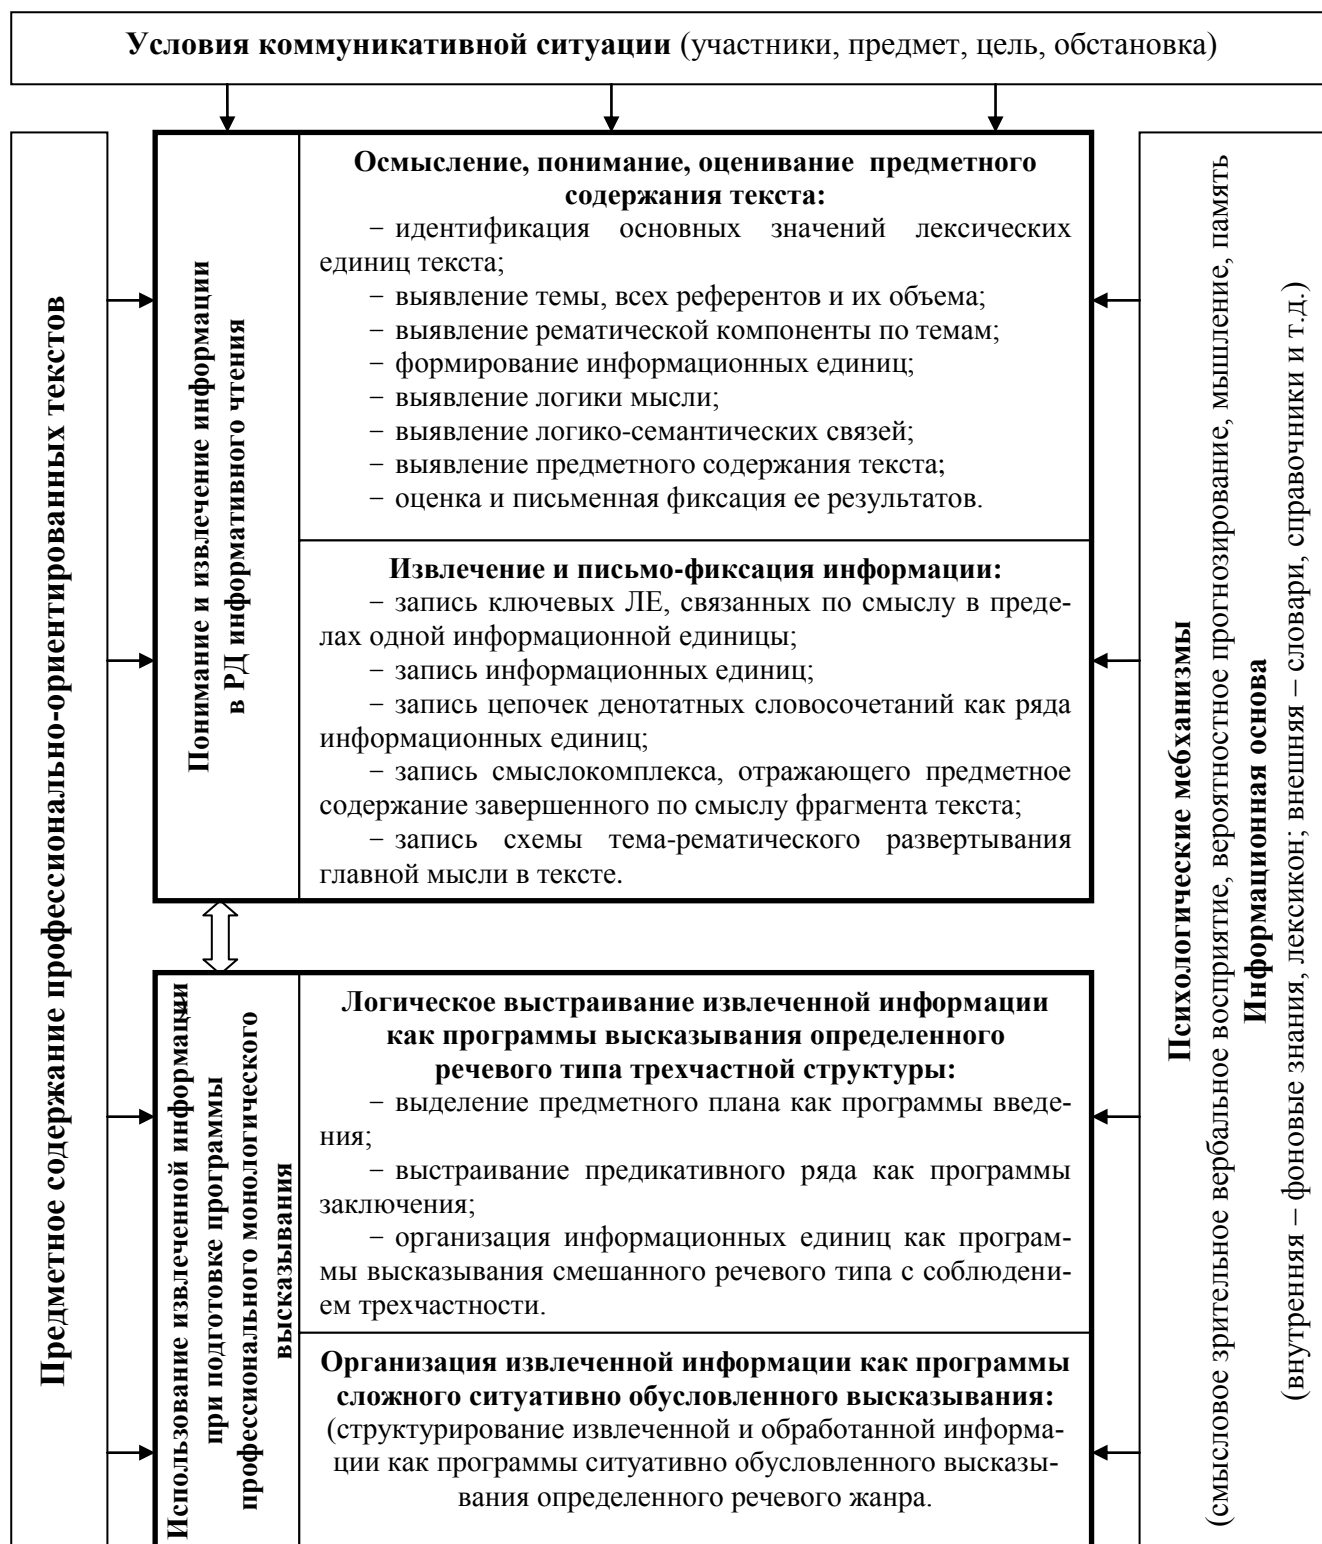 Условия коммуникативной ситуации (участники, предмет, цель, обстановка)
Предметное содержание профессионально-ориентированных текстов
Понимание и извлечение информации
в РД информативного чтения
Осмысление, понимание, оценивание предметного
содержания текста:
– идентификация основных значений лексических
единиц текста;
– выявление темы, всех референтов и их объема;
– выявление рематической компоненты по темам;
– формирование информационных единиц;
– выявление логики мысли;
– выявление логико-семантических связей;
– выявление предметного содержания текста;
– оценка и письменная фиксация ее результатов.
Извлечение и письмо-фиксация информации:
– запись ключевых ЛЕ, связанных по смыслу в преде-
лах одной информационной единицы;
– запись информационных единиц;
– запись цепочек денотатных словосочетаний как ряда
информационных единиц;
– запись смыслокомплекса, отражающего предметное
содержание завершенного по смыслу фрагмента текста;
– запись схемы тема-рематического развертывания
главной мысли в тексте.
Использование извлеченной информации
при подготовке программы
профессионального монологического
высказывания
Логическое выстраивание извлеченной информации
как программы высказывания определенного
речевого типа трехчастной структуры:
– выделение предметного плана как программы введе-
ния;
– выстраивание предикативного ряда как программы
заключения;
– организация информационных единиц как програм-
мы высказывания смешанного речевого типа с соблюдени-
ем трехчастности.
Организация извлеченной информации как программы
сложного ситуативно обусловленного высказывания:
(структурирование извлеченной и обработанной информа-
ции как программы ситуативно обусловленного высказы-
вания определенного речевого жанра.
Психологические мебханизмы
(смысловое зрительное вербальное восприятие, вероятностное прогнозирование, мышление, память
Информационная основа
(внутренняя – фоновые знания, лексикон; внешняя – словари, справочники и т.д.)